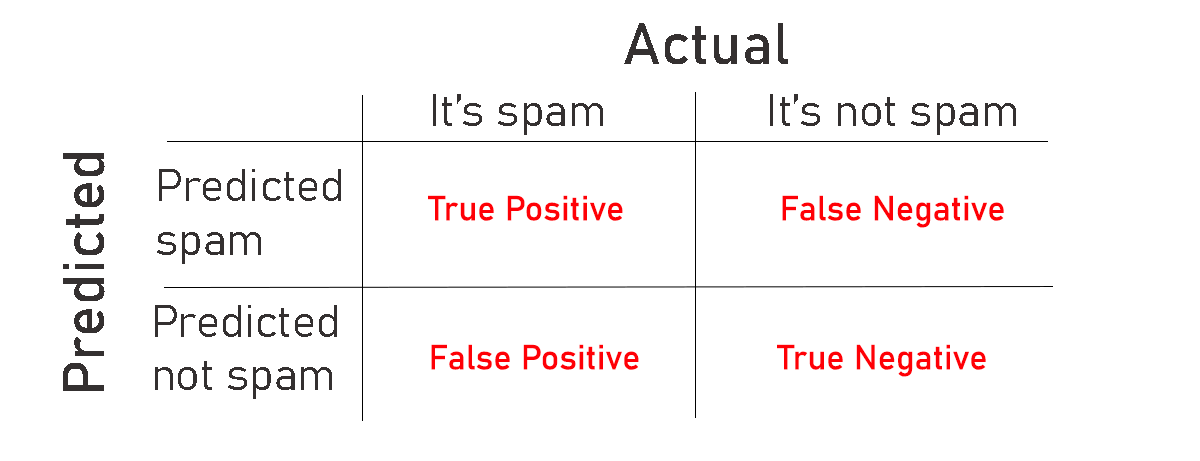 Actual
It's spam
It's not spam
Predicted
Predicted
spam
True Positive
False Negative
Predicted
not spam
False Positive
True Negative